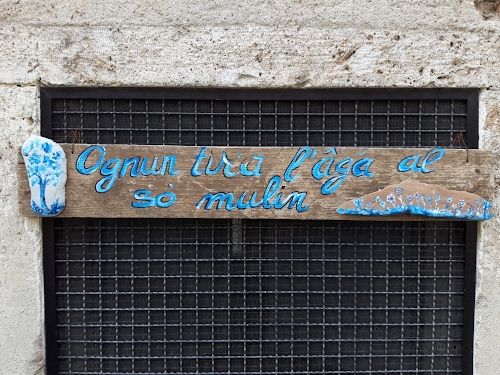 Ognun tira l'âga al
sò mulin